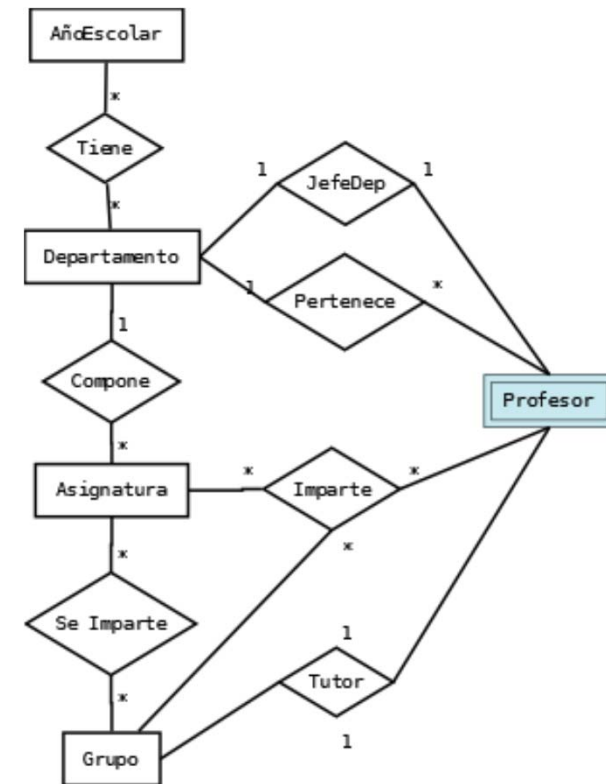 AñoEscolar
*
Tiene
*
Departamento
1
JefeDep
1
1
Pertenece
*
1
Compone
*
Profesor
Asignatura
*
Imparte
*
*
*
Se Imparte
*
1
Tutor
1
Grupo